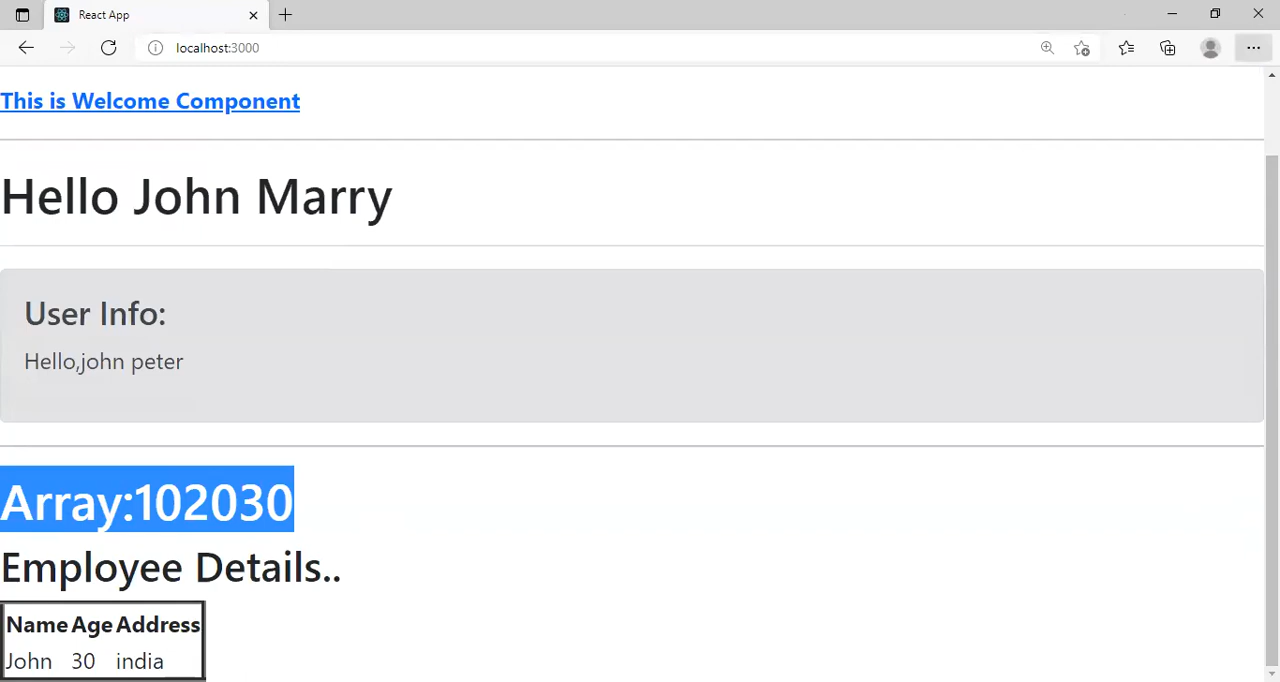 React App
localhost:3000
This is Welcome Component
Hello John Marry
User Info:
Hello,john peter
Array:102030
Employee Details..
Name Age Address
John 30 india